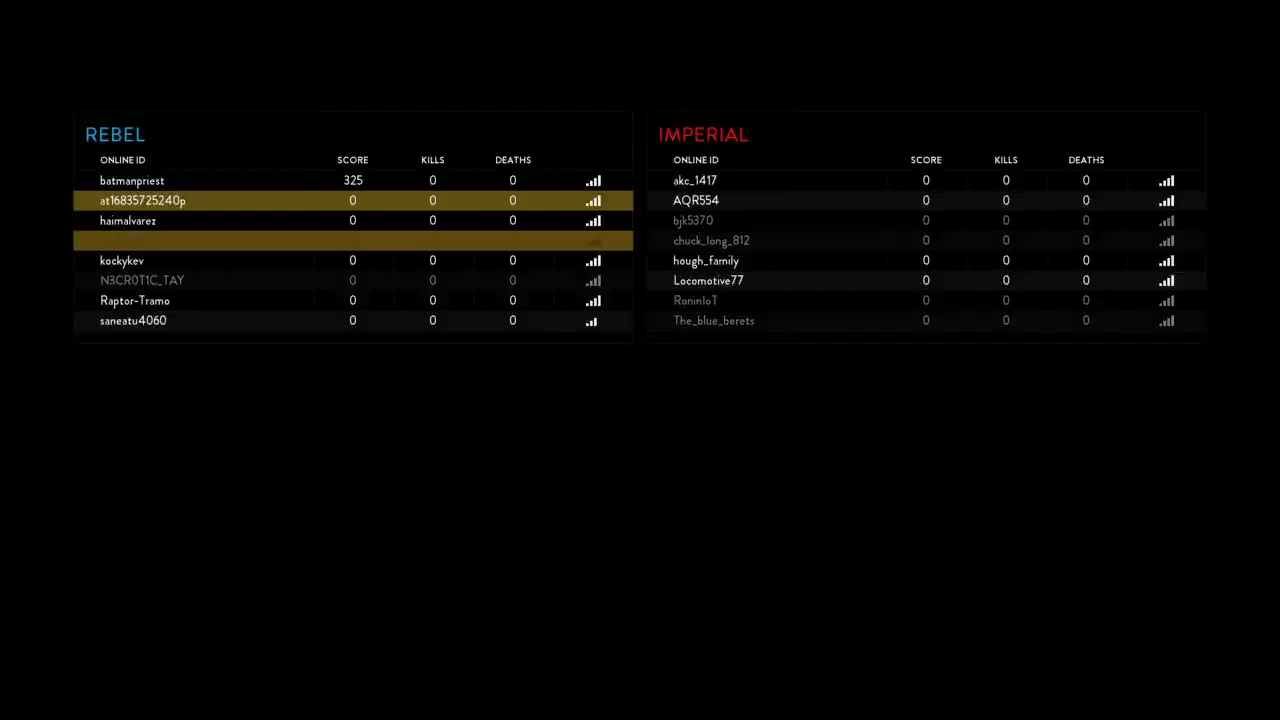 REBEL
ONLINE ID SCORE KILLS DEATHS
batmanpriest 325 0 0
at16835725240p 0 0 0
haimalvarez 0 0 0
kockykev 0 0 0
N3CR0T1C_TAY 0 0 0
Raptor-Tramo 0 0 0
saneatu4060 0 0 0
IMPERIAL
ONLINE ID SCORE KILLS DEATHS
akc_1417 0 0 0
AQR554 0 0 0
bjk5370 0 0 0
chuck_long_812 0 0 0
hough_family 0 0 0
Locomotive77 0 0 0
RoninIoT 0 0 0
The_blue_berets 0 0 0